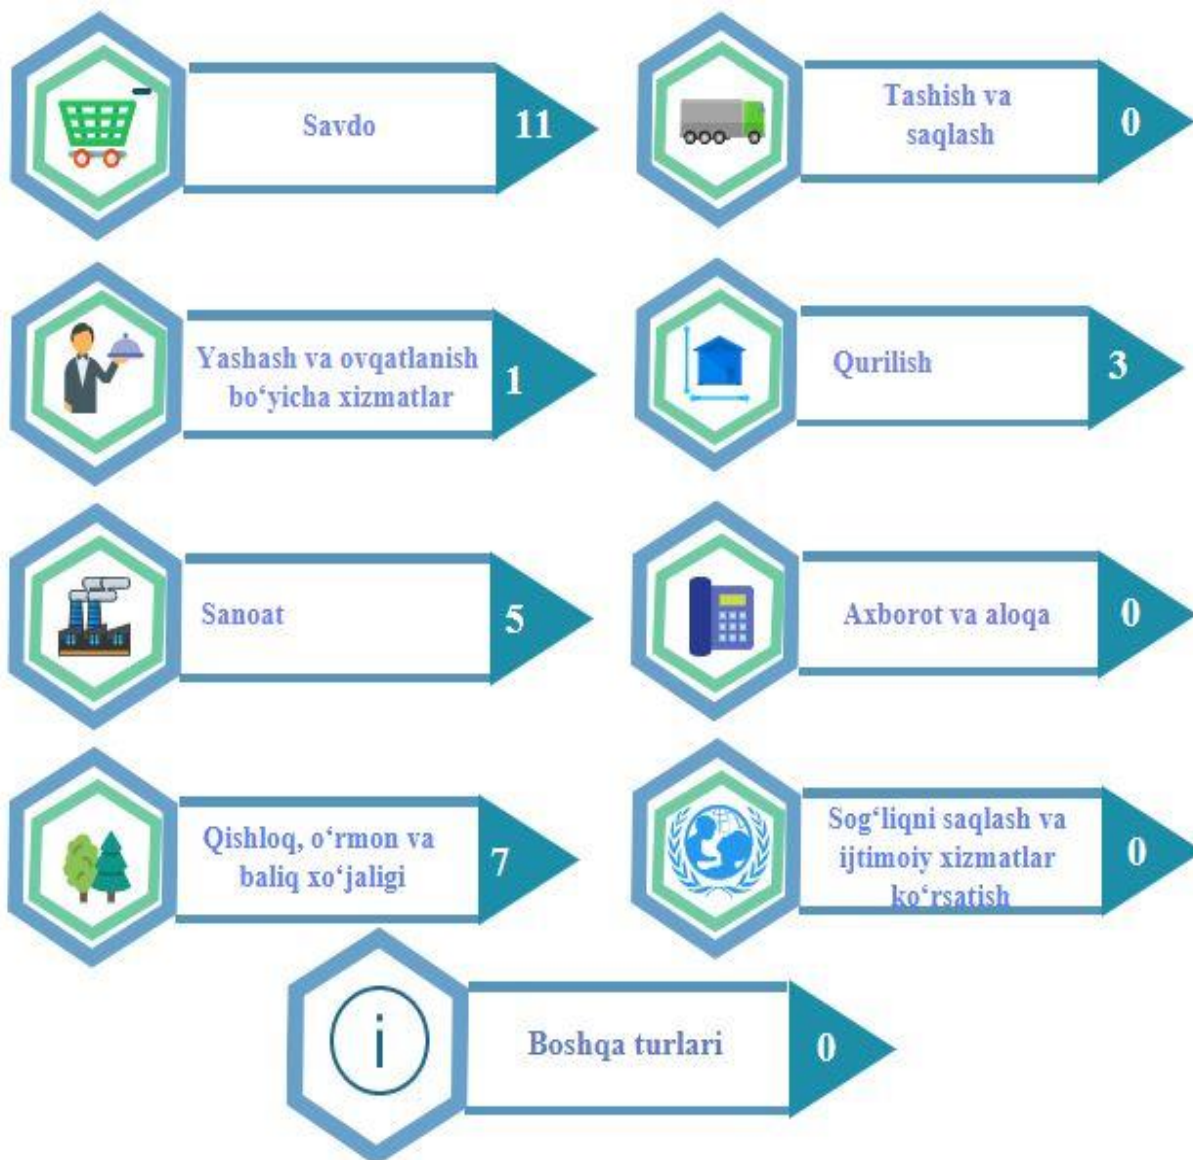 Savdo
11
Tashish va
saqlash
0
Yashash va ovqatlanish
bo‘yicha xizmatlar
1
Qurilish
3
Sanoat
5
Axborot va aloqa
0
Qishloq, o‘rmon va
baliq xo‘jaligi
7
Sog‘liqni saqlash va
ijtimoiy xizmatlar
ko‘rsatish
0
i
Boshqa turlari
0